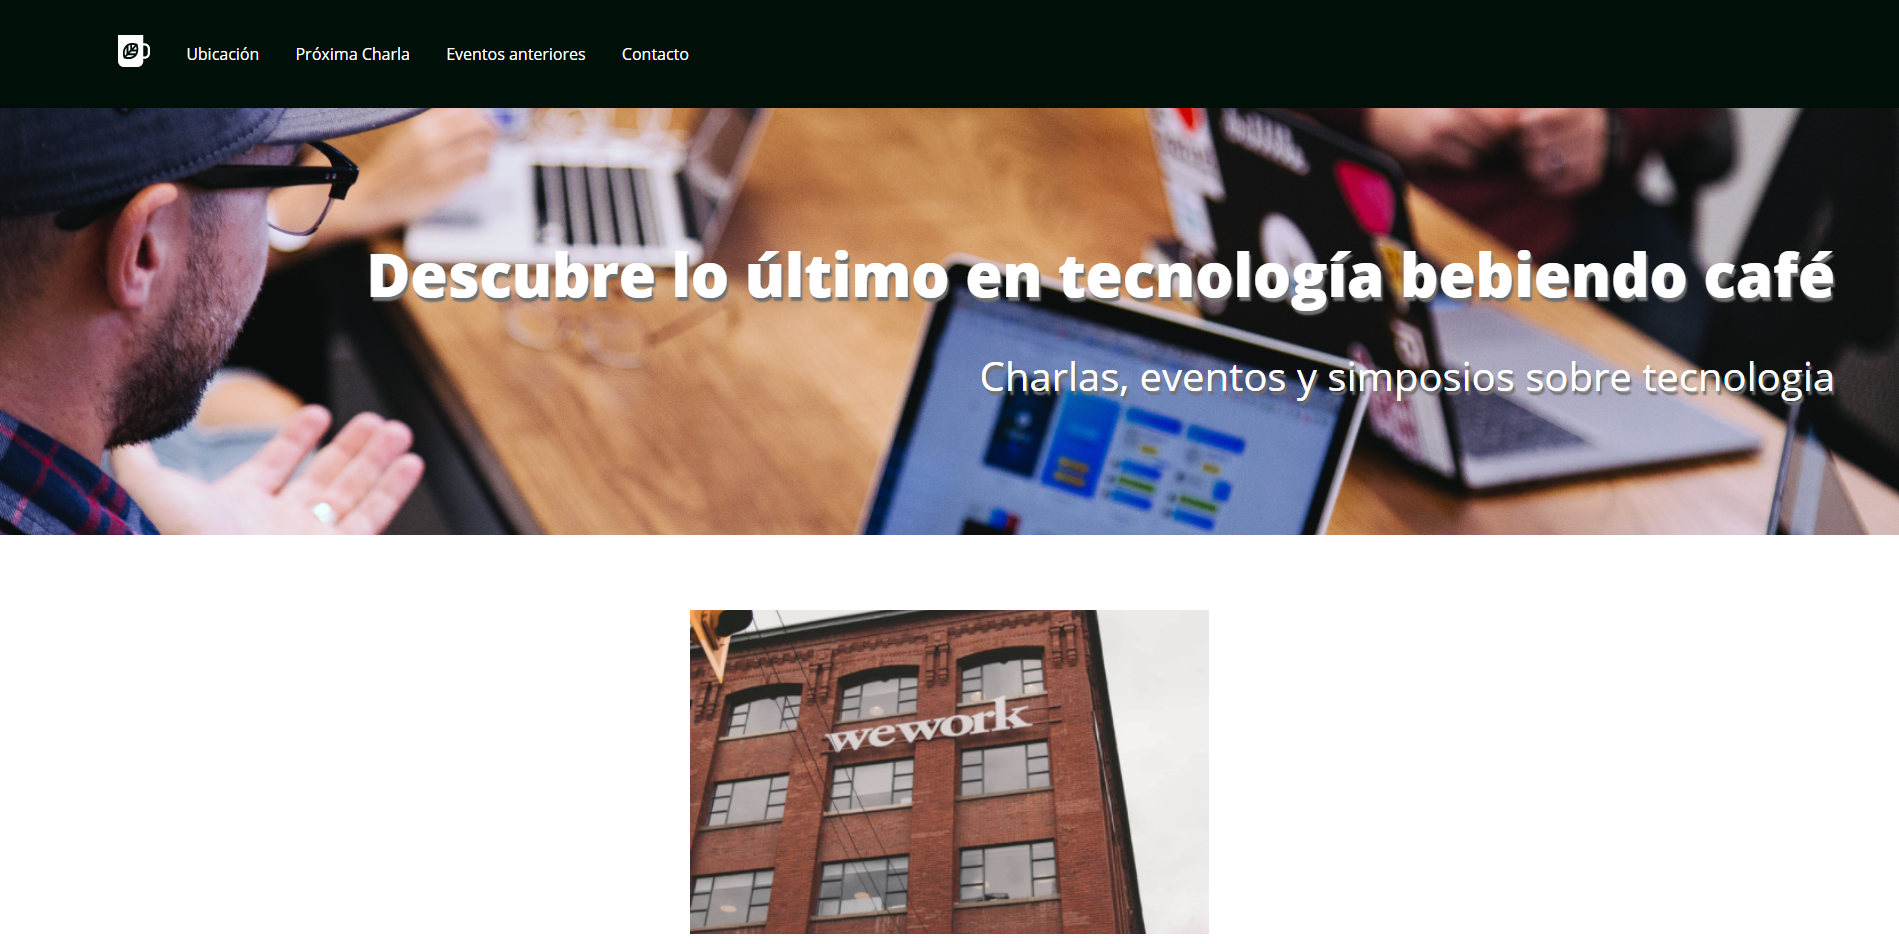 Ubicación
Próxima Charla
Eventos anteriores
Contacto
Descubre lo último en tecnología bebiendo café
Charlas, eventos y simposios sobre tecnologia
wework